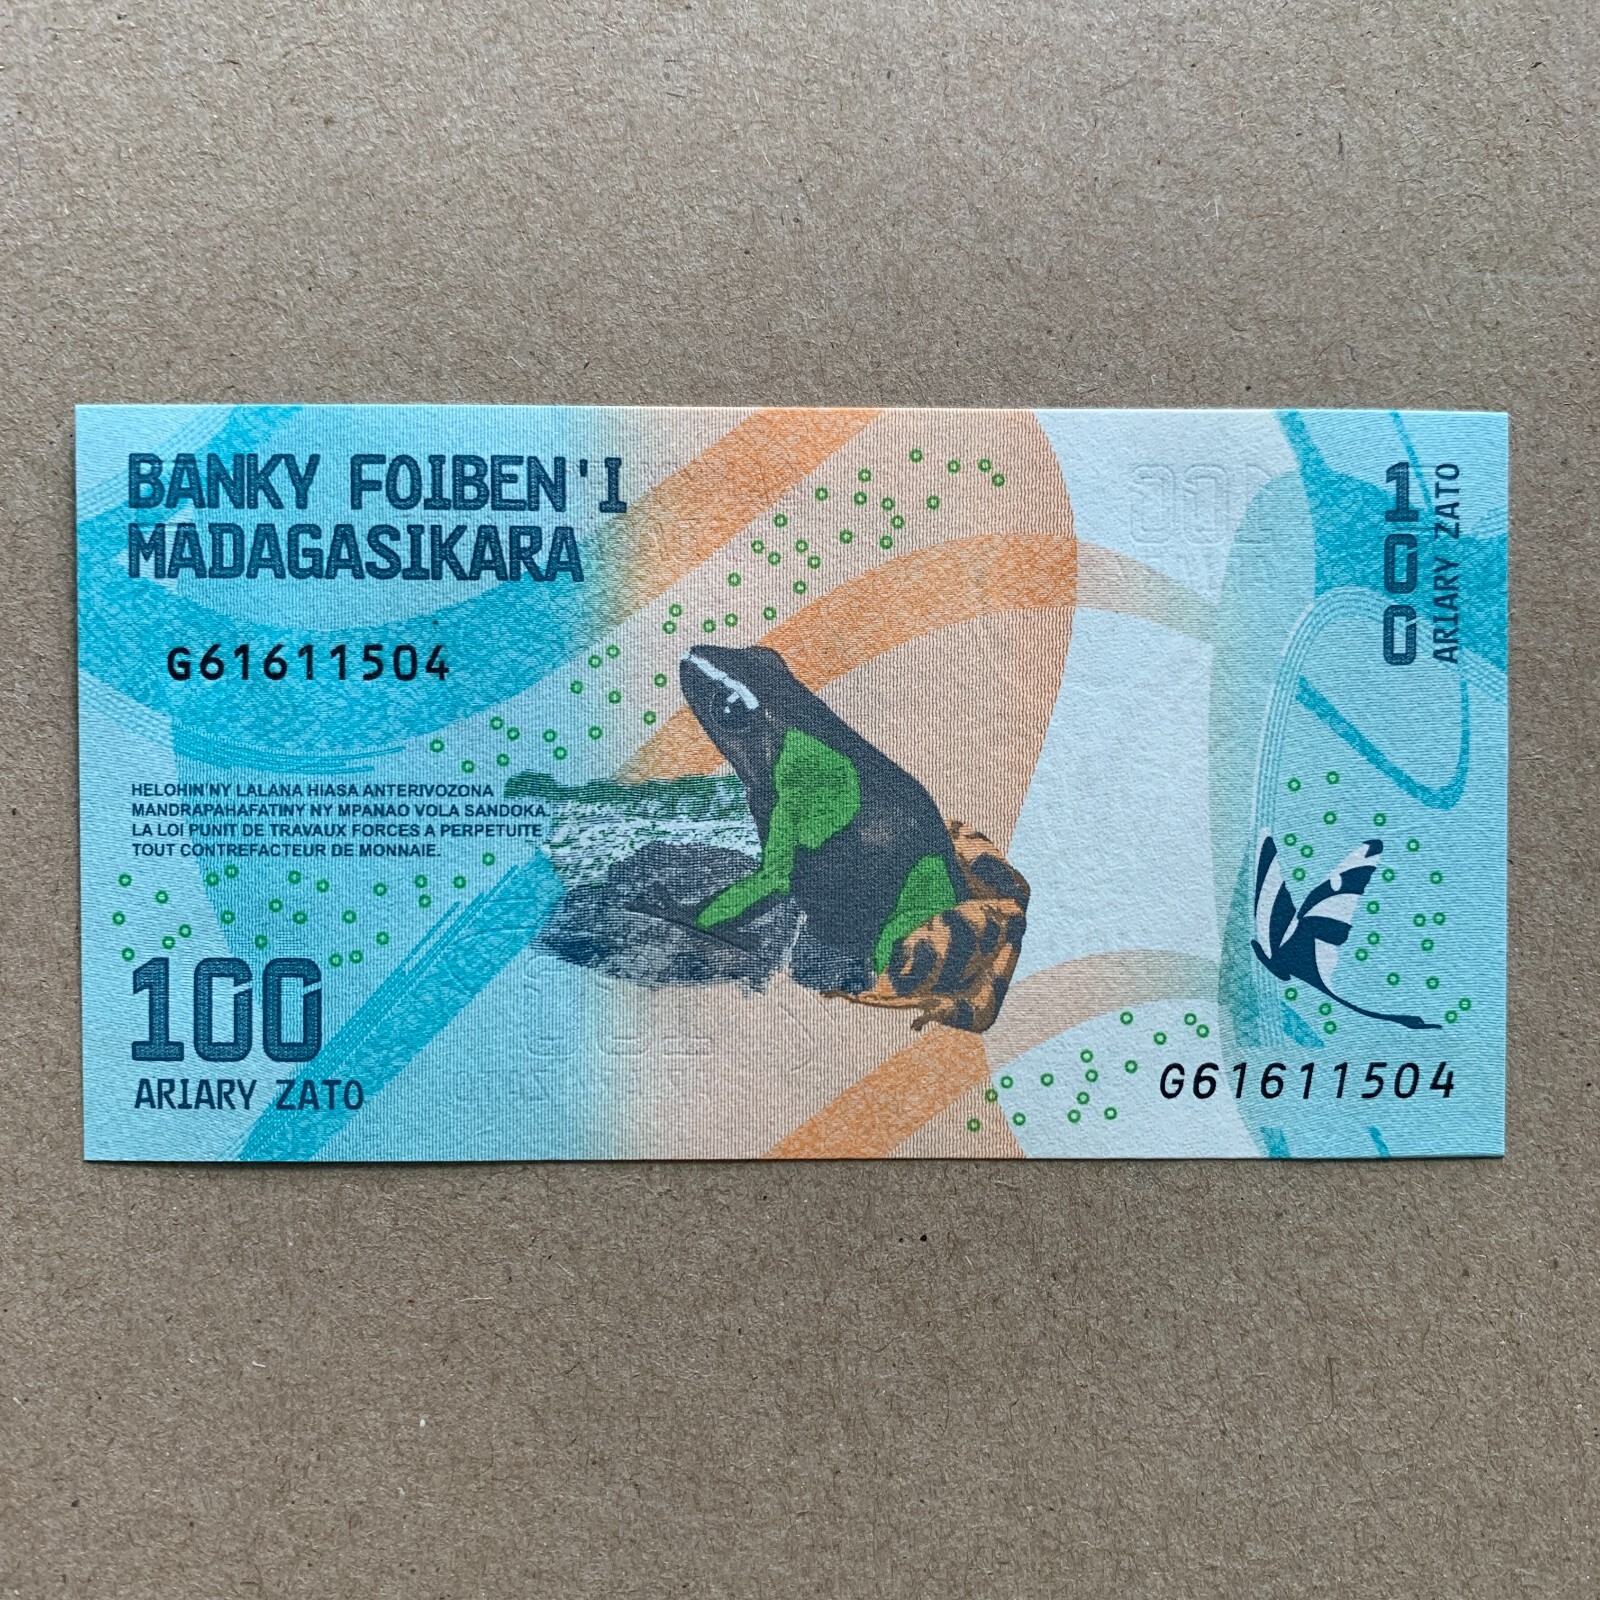 BANKY FOIBEN'I
MADAGASIKARA
G61611504
HELOHIN'NY LALANA HIASA ANTERIVOZONA
MANDRAPAHAFATINY NY MPANAO VOLA SANDOKA.
LA LOI PUNIT DE TRAVAUX FORCES A PERPETUITE
TOUT CONTREFACTEUR DE MONNAIE.
100
ARIARY ZATO
100
ARIARY ZATO
G61611504